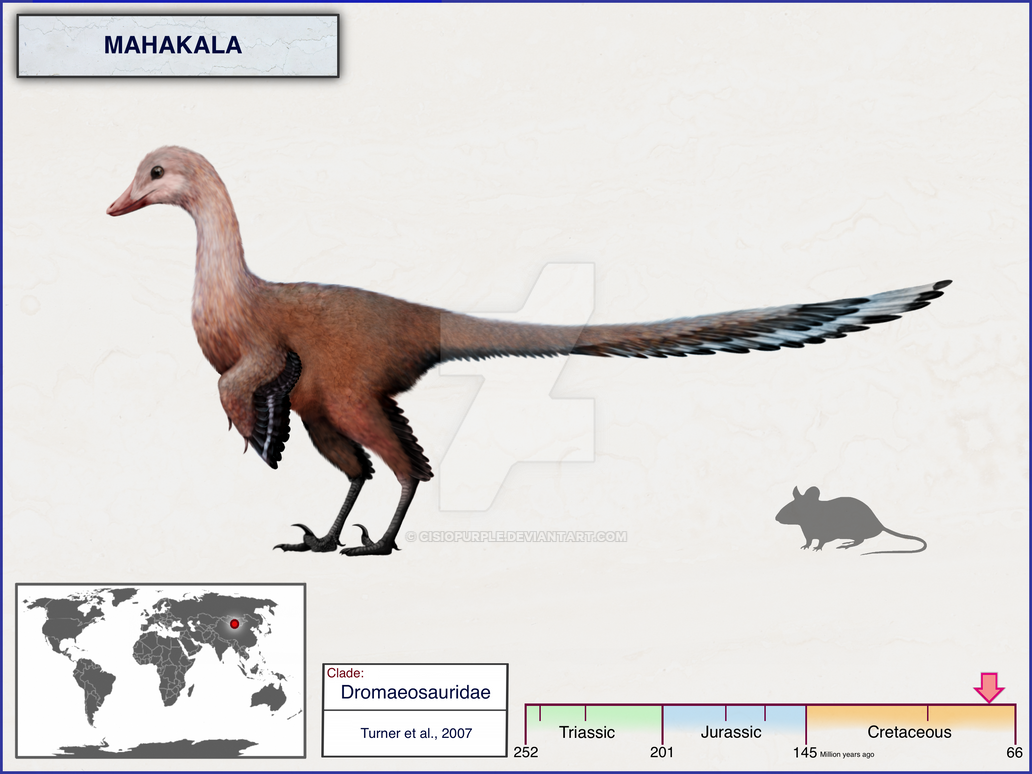 MAHAKALA
© CISIOPURPLE.DEVIANTART.COM
Clade:
Dromaeosauridae
Turner et al., 2007
Triassic Jurassic Cretaceous
252 201 145 Million years ago 66